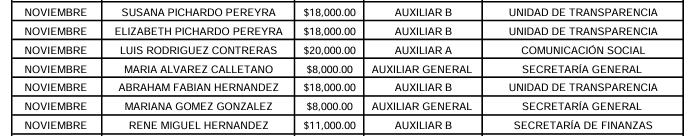 NOVIEMBRE SUSANA PICHARDO PEREYRA $18,000.00 AUXILIAR B UNIDAD DE TRANSPARENCIA
NOVIEMBRE ELIZABETH PICHARDO PEREYRA $18,000.00 AUXILIAR B UNIDAD DE TRANSPARENCIA
NOVIEMBRE LUIS RODRIGUEZ CONTRERAS $20,000.00 AUXILIAR A COMUNICACIÓN SOCIAL
NOVIEMBRE MARIA ALVAREZ CALLETANO $8,000.00 AUXILIAR GENERAL SECRETARÍA GENERAL
NOVIEMBRE ABRAHAM FABIAN HERNANDEZ $18,000.00 AUXILIAR B UNIDAD DE TRANSPARENCIA
NOVIEMBRE MARIANA GOMEZ GONZALEZ $8,000.00 AUXILIAR GENERAL SECRETARÍA GENERAL
NOVIEMBRE RENE MIGUEL HERNANDEZ $11,000.00 AUXILIAR B SECRETARÍA DE FINANZAS